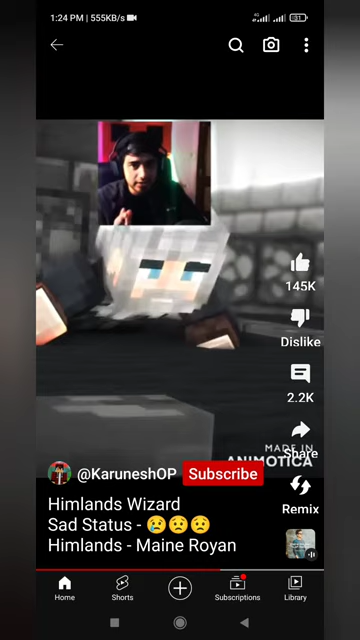 1:24 PM | 555KB/s
145K
Dislike
2.2K
Share
MADE IN
ANIMOTICA
@KaruneshOP Subscribe
Remix
Himlands Wizard
Sad Status - 😢😟😟
Himlands - Maine Royan
Home Shorts Subscriptions Library